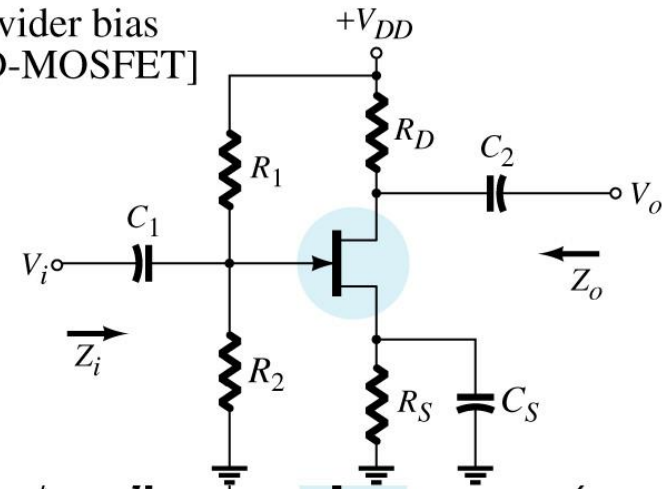 vider bias
D-MOSFET]
+V_DD
R_D
C_2
R_1
V_o
C_1
V_i
Z_o
Z_i
R_2
R_S
C_S